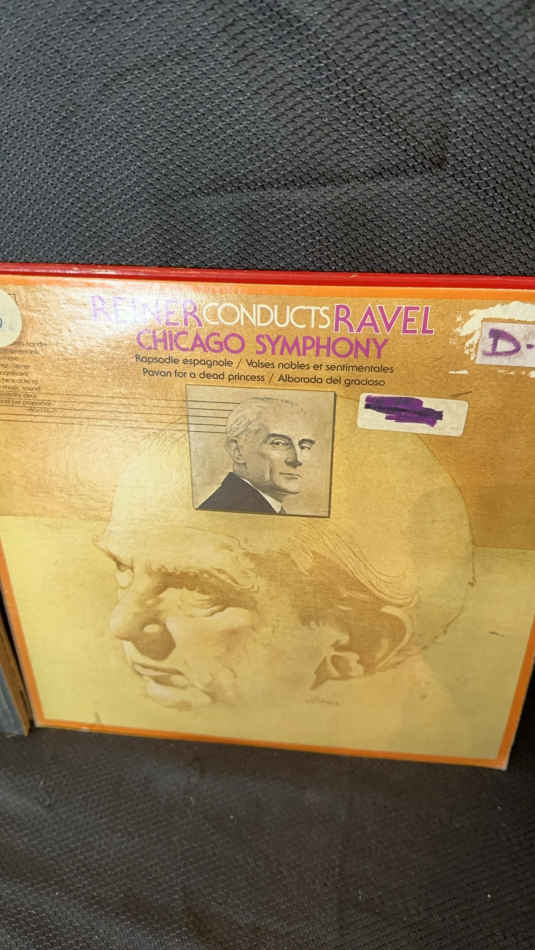 REINER CONDUCTS RAVEL
CHICAGO SYMPHONY
Rapsodie espagnole / Valses nobles et sentimentales
Pavan for a dead princess / Alborada del gracioso
D-